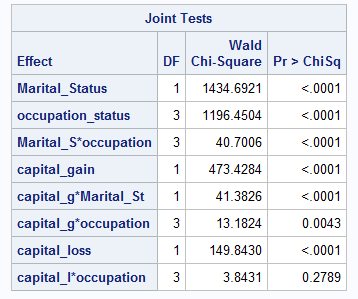 Joint Tests
Effect DF Wald Chi-Square Pr > ChiSq
Marital_Status 1 1434.6921 <.0001
occupation_status 3 1196.4504 <.0001
Marital_S*occupation 3 40.7006 <.0001
capital_gain 1 473.4284 <.0001
capital_g*Marital_St 1 41.3826 <.0001
capital_g*occupation 3 13.1824 0.0043
capital_loss 1 149.8430 <.0001
capital_l*occupation 3 3.8431 0.2789